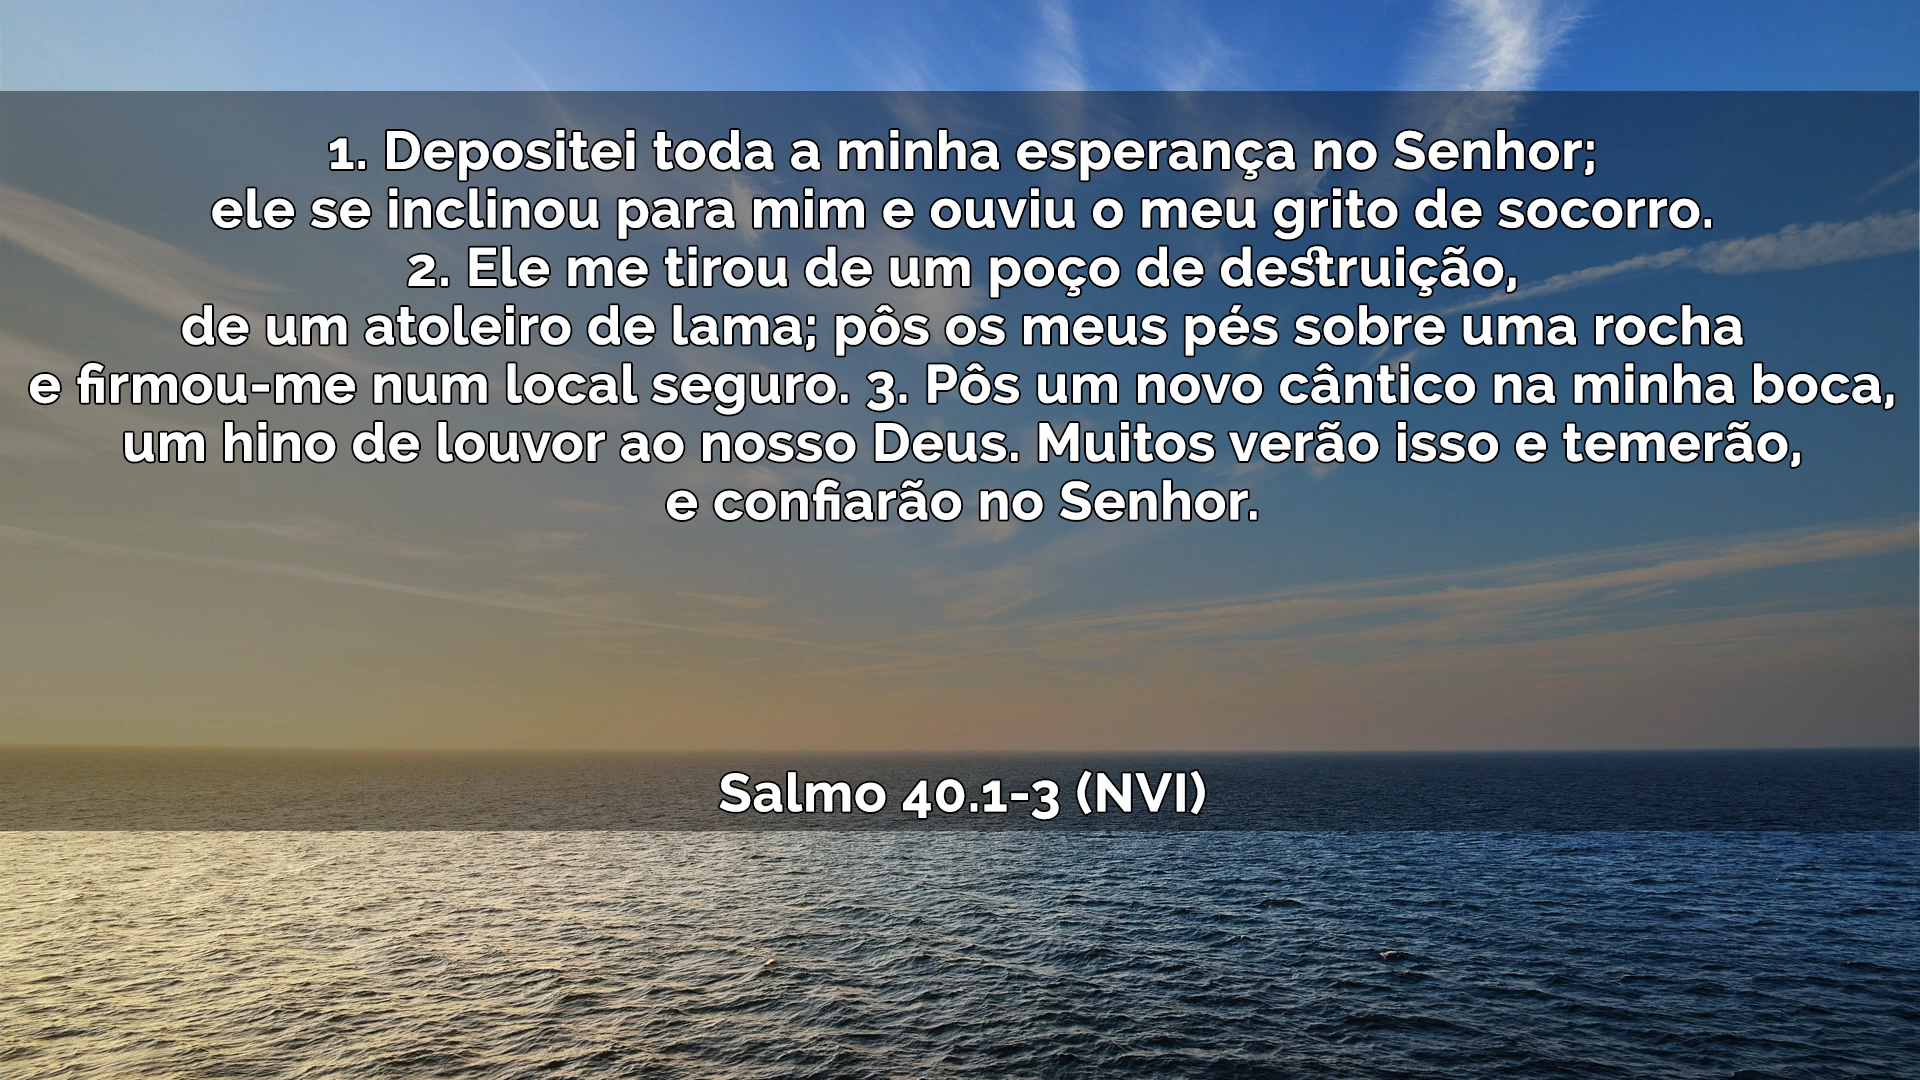 1. Depositei toda a minha esperança no Senhor;
ele se inclinou para mim e ouviu o meu grito de socorro.
2. Ele me tirou de um poço de destruição,
de um atoleiro de lama; pôs os meus pés sobre uma rocha
e firmou-me num local seguro. 3. Pôs um novo cântico na minha boca,
um hino de louvor ao nosso Deus. Muitos verão isso e temerão,
e confiarão no Senhor.
Salmo 40.1-3 (NVI)